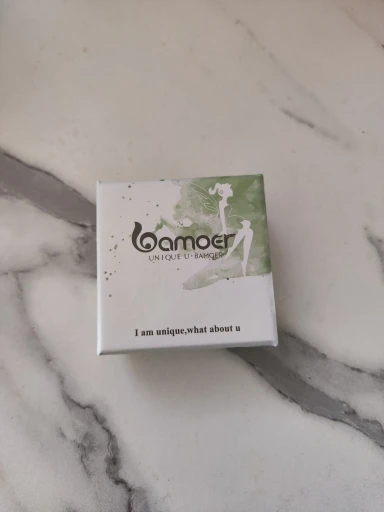 bamoer
UNIQUE U · BAMOER
I am unique,what about u